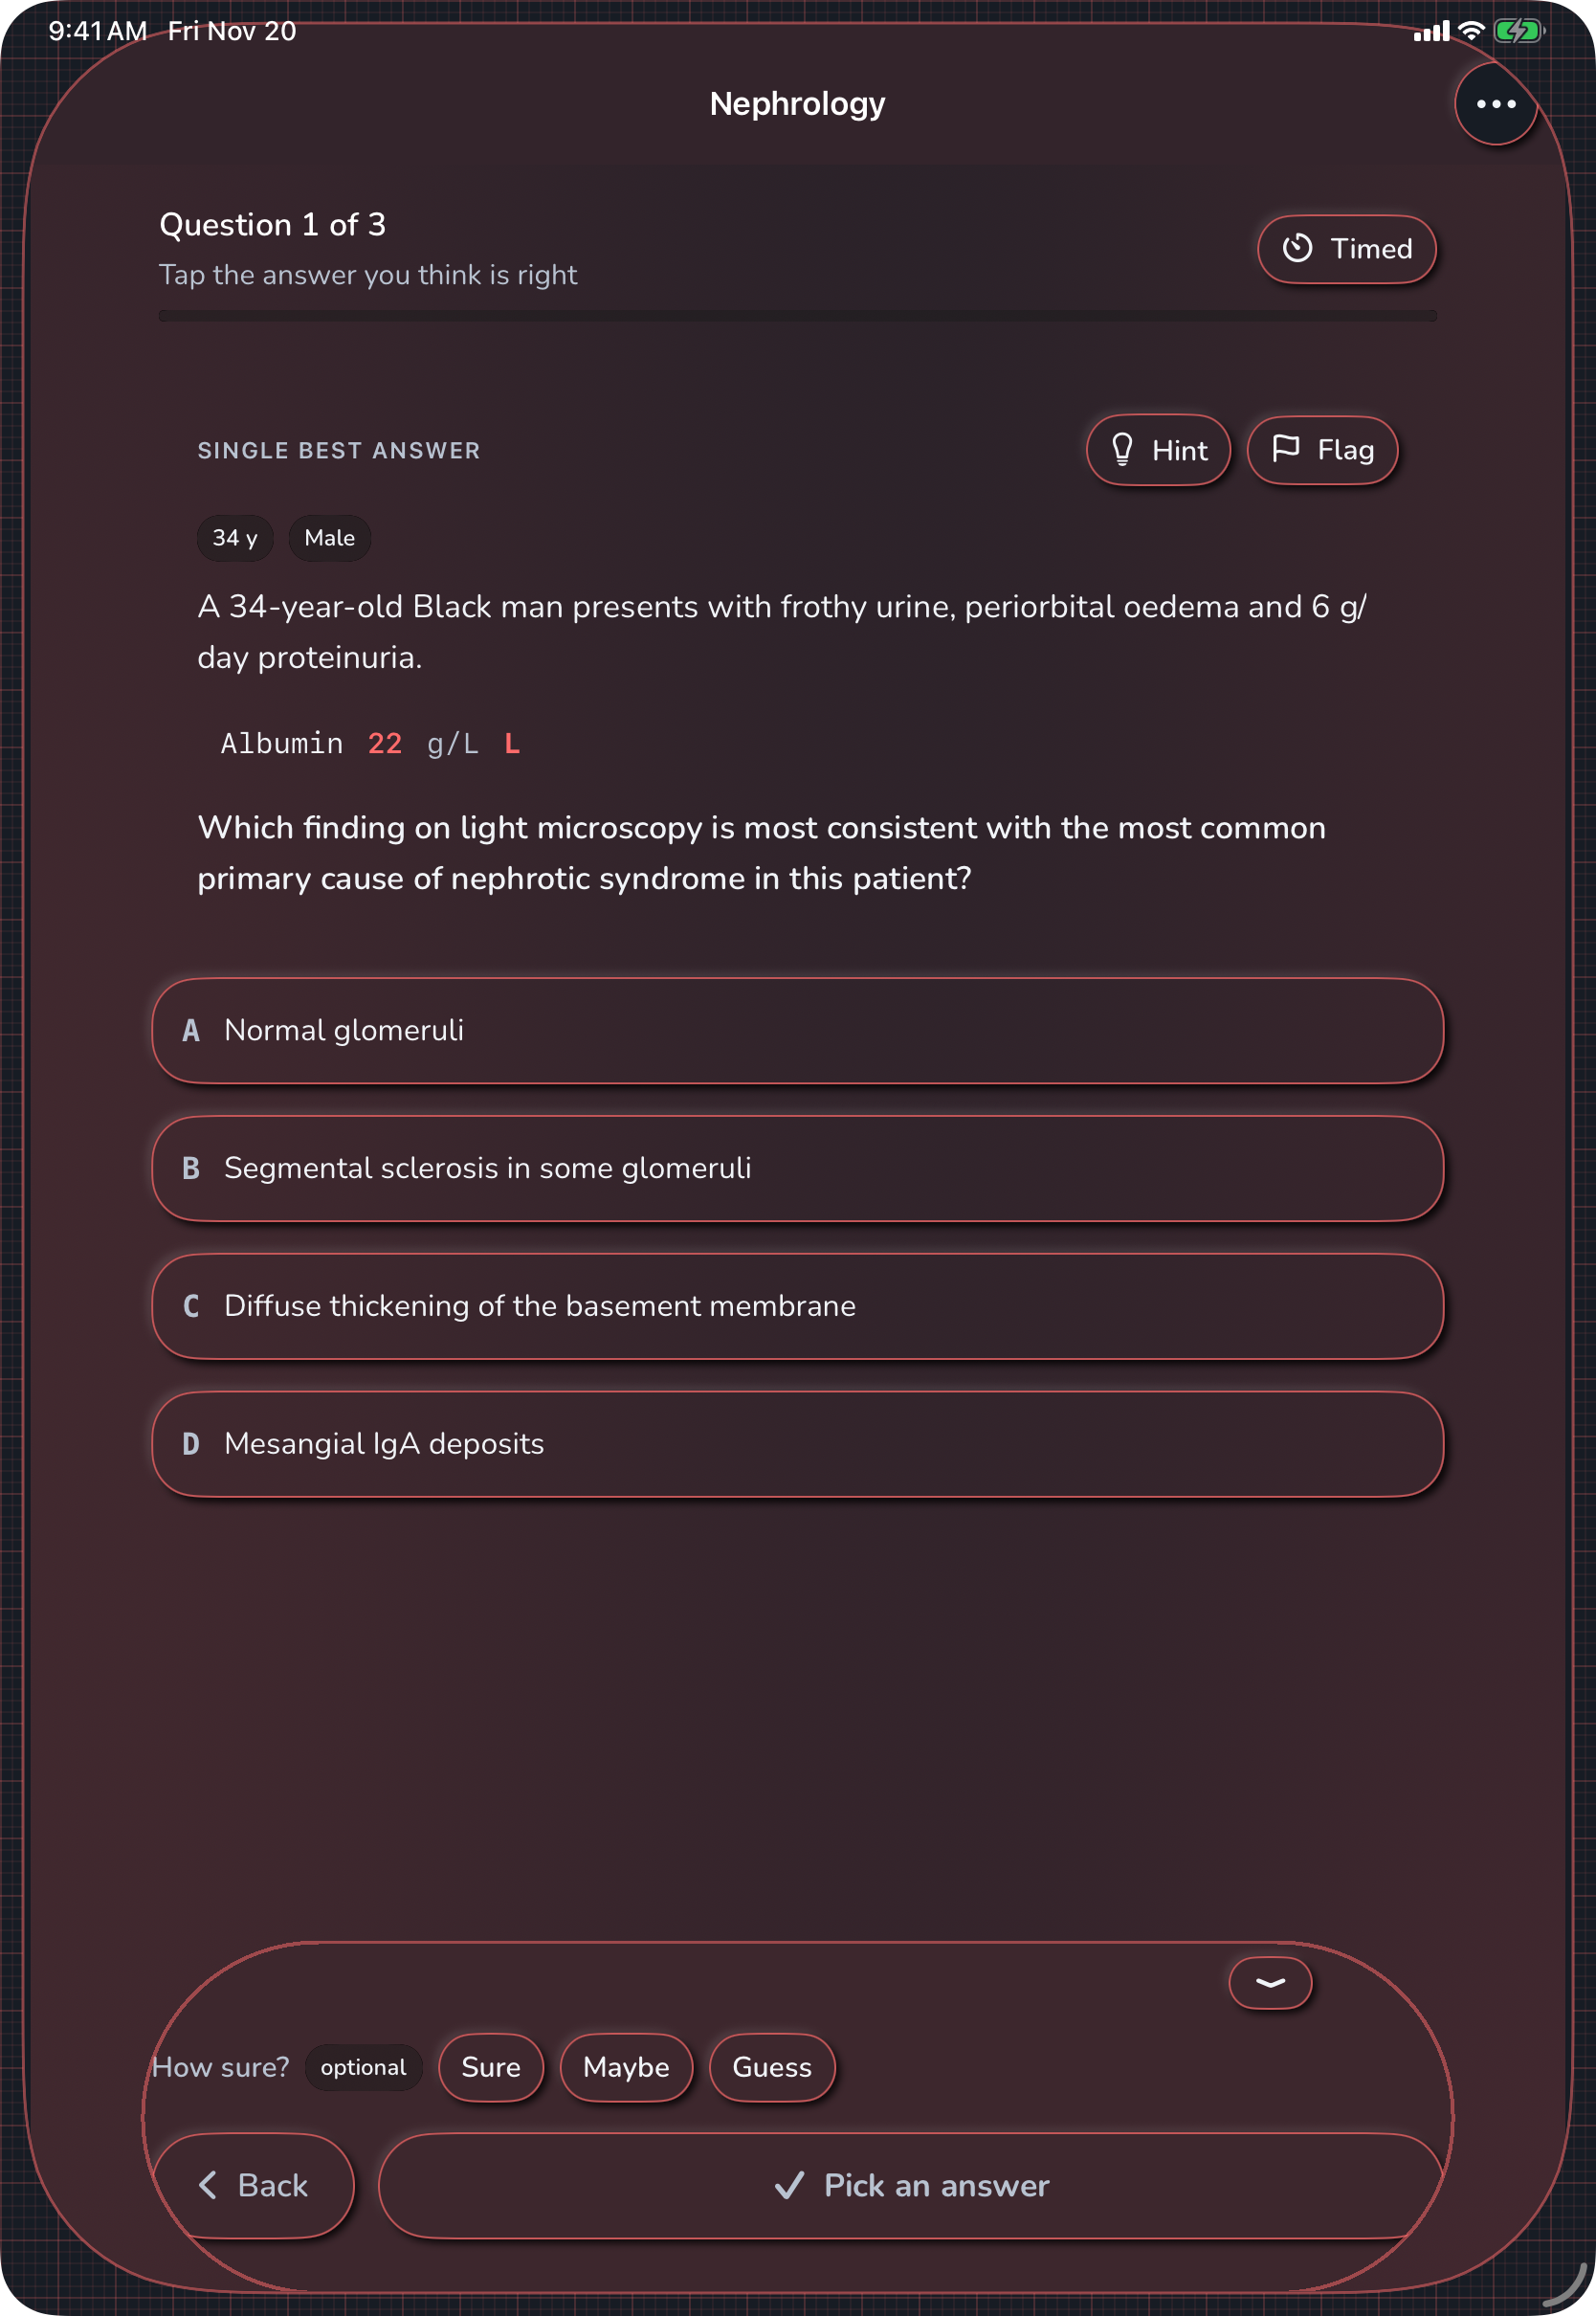 9:41 AM Fri Nov 20
Nephrology
Question 1 of 3
Tap the answer you think is right
Timed
SINGLE BEST ANSWER
Hint
Flag
34 y
Male
A 34-year-old Black man presents with frothy urine, periorbital oedema and 6 g/
day proteinuria.
Albumin 22 g/L L
Which finding on light microscopy is most consistent with the most common
primary cause of nephrotic syndrome in this patient?
A Normal glomeruli
B Segmental sclerosis in some glomeruli
C Diffuse thickening of the basement membrane
D Mesangial IgA deposits
How sure? optional Sure Maybe Guess
Back
Pick an answer